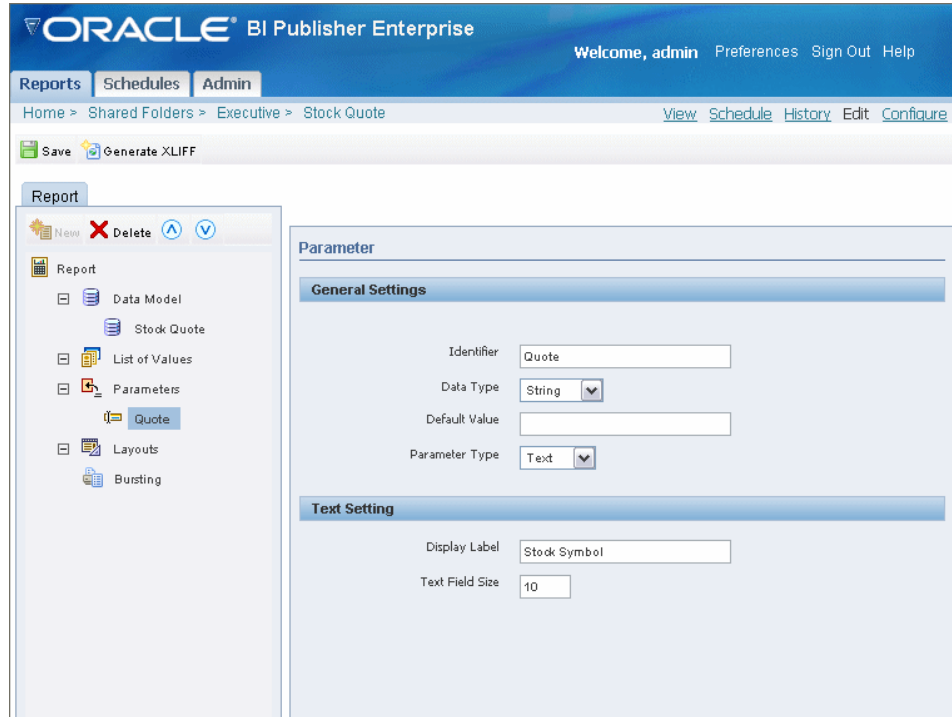 ORACLE BI Publisher Enterprise
Welcome, admin Preferences Sign Out Help
Reports Schedules Admin
Home > Shared Folders > Executive > Stock Quote View Schedule History Edit Configure
Save Generate XLIFF
Report
New Delete
Report
Data Model
Stock Quote
List of Values
Parameters
Quote
Layouts
Bursting
Parameter
General Settings
Identifier Quote
Data Type String
Default Value
Parameter Type Text
Text Setting
Display Label Stock Symbol
Text Field Size 10